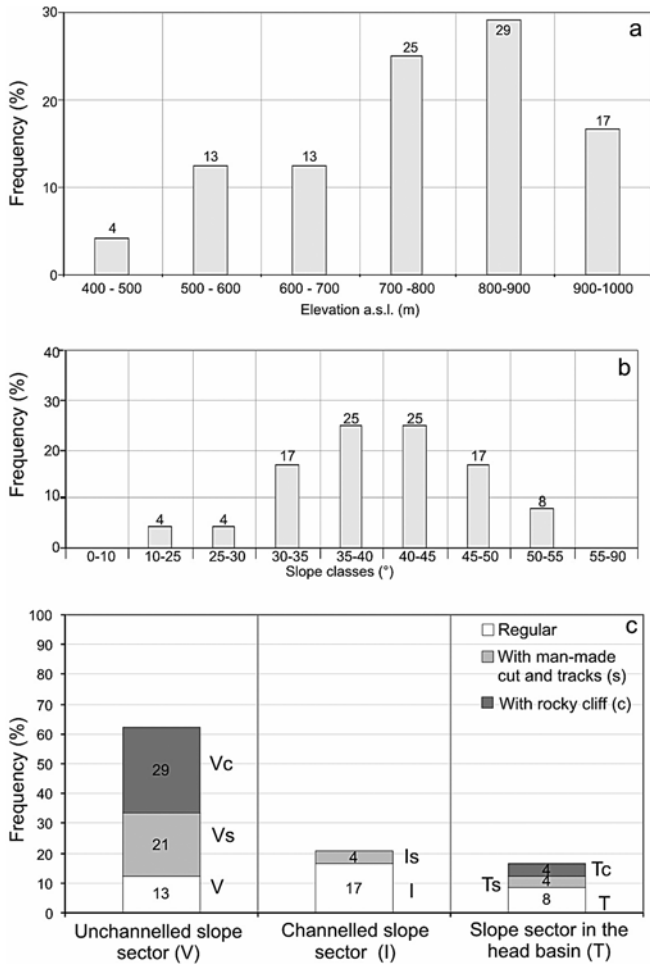 a
Frequency (%)
30
20
10
0
4
13
13
25
29
17
400 - 500
500 - 600
600 - 700
700 -800
800-900
900-1000
Elevation a.s.l. (m)
b
Frequency (%)
40
30
20
10
0
4
4
17
25
25
17
8
0-10
10-25
25-30
30-35
35-40
40-45
45-50
50-55
55-90
Slope classes (°)
c
Frequency (%)
100
90
80
70
60
50
40
30
20
10
0
Regular
With man-made
cut and tracks (s)
With rocky cliff (c)
29
Vc
21
Vs
13
V
4
Is
17
I
4
Tc
Ts
4
8
T
Unchannelled slope
sector (V)
Channelled slope
sector (I)
Slope sector in the
head basin (T)